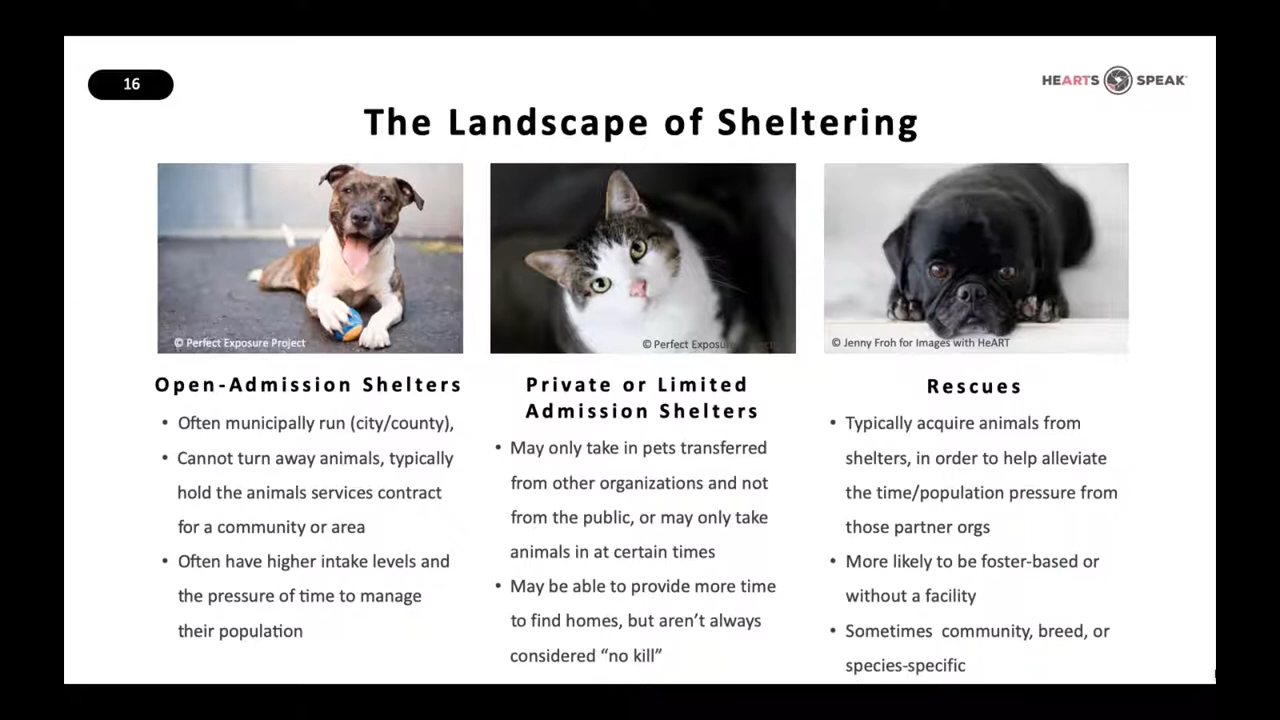 16
HEARTS SPEAK
The Landscape of Sheltering
© Perfect Exposure Project
© Perfect Exposure
© Jenny Froh for Images with HeART
Open-Admission Shelters
• Often municipally run (city/county),
• Cannot turn away animals, typically
hold the animals services contract
for a community or area
• Often have higher intake levels and
the pressure of time to manage
their population
Private or Limited
Admission Shelters
• May only take in pets transferred
from other organizations and not
from the public, or may only take
animals in at certain times
• May be able to provide more time
to find homes, but aren’t always
considered “no kill”
Rescues
• Typically acquire animals from
shelters, in order to help alleviate
the time/population pressure from
those partner orgs
• More likely to be foster-based or
without a facility
• Sometimes community, breed, or
species-specific